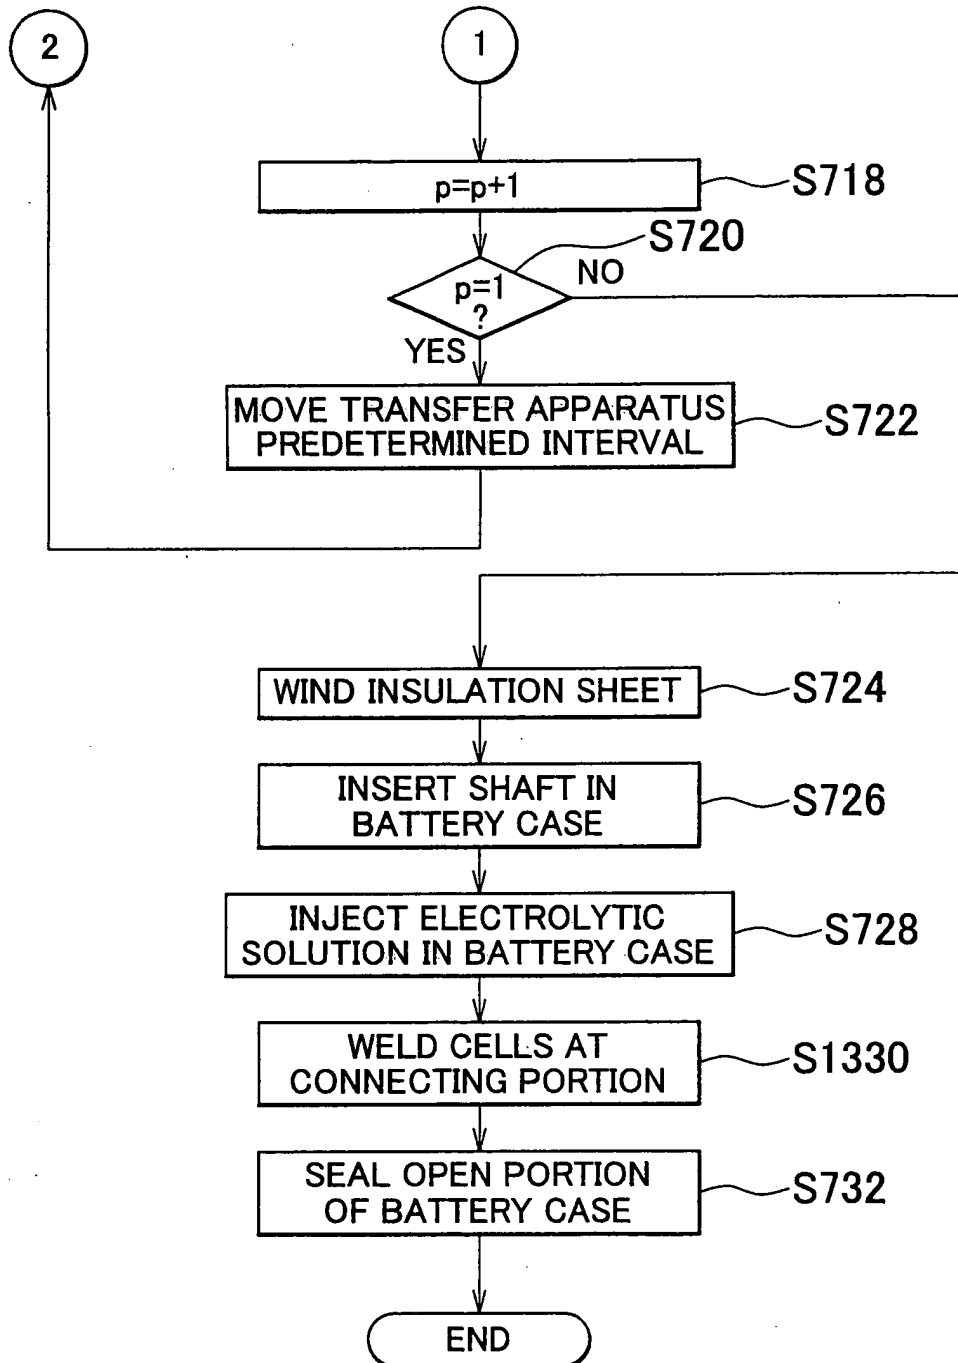 2
1
p=p+1
S718
S720
p=1
?
NO
YES
MOVE TRANSFER APPARATUS
PREDETERMINED INTERVAL
S722
WIND INSULATION SHEET
S724
INSERT SHAFT IN
BATTERY CASE
S726
INJECT ELECTROLYTIC
SOLUTION IN BATTERY CASE
S728
WELD CELLS AT
CONNECTING PORTION
S1330
SEAL OPEN PORTION
OF BATTERY CASE
S732
END